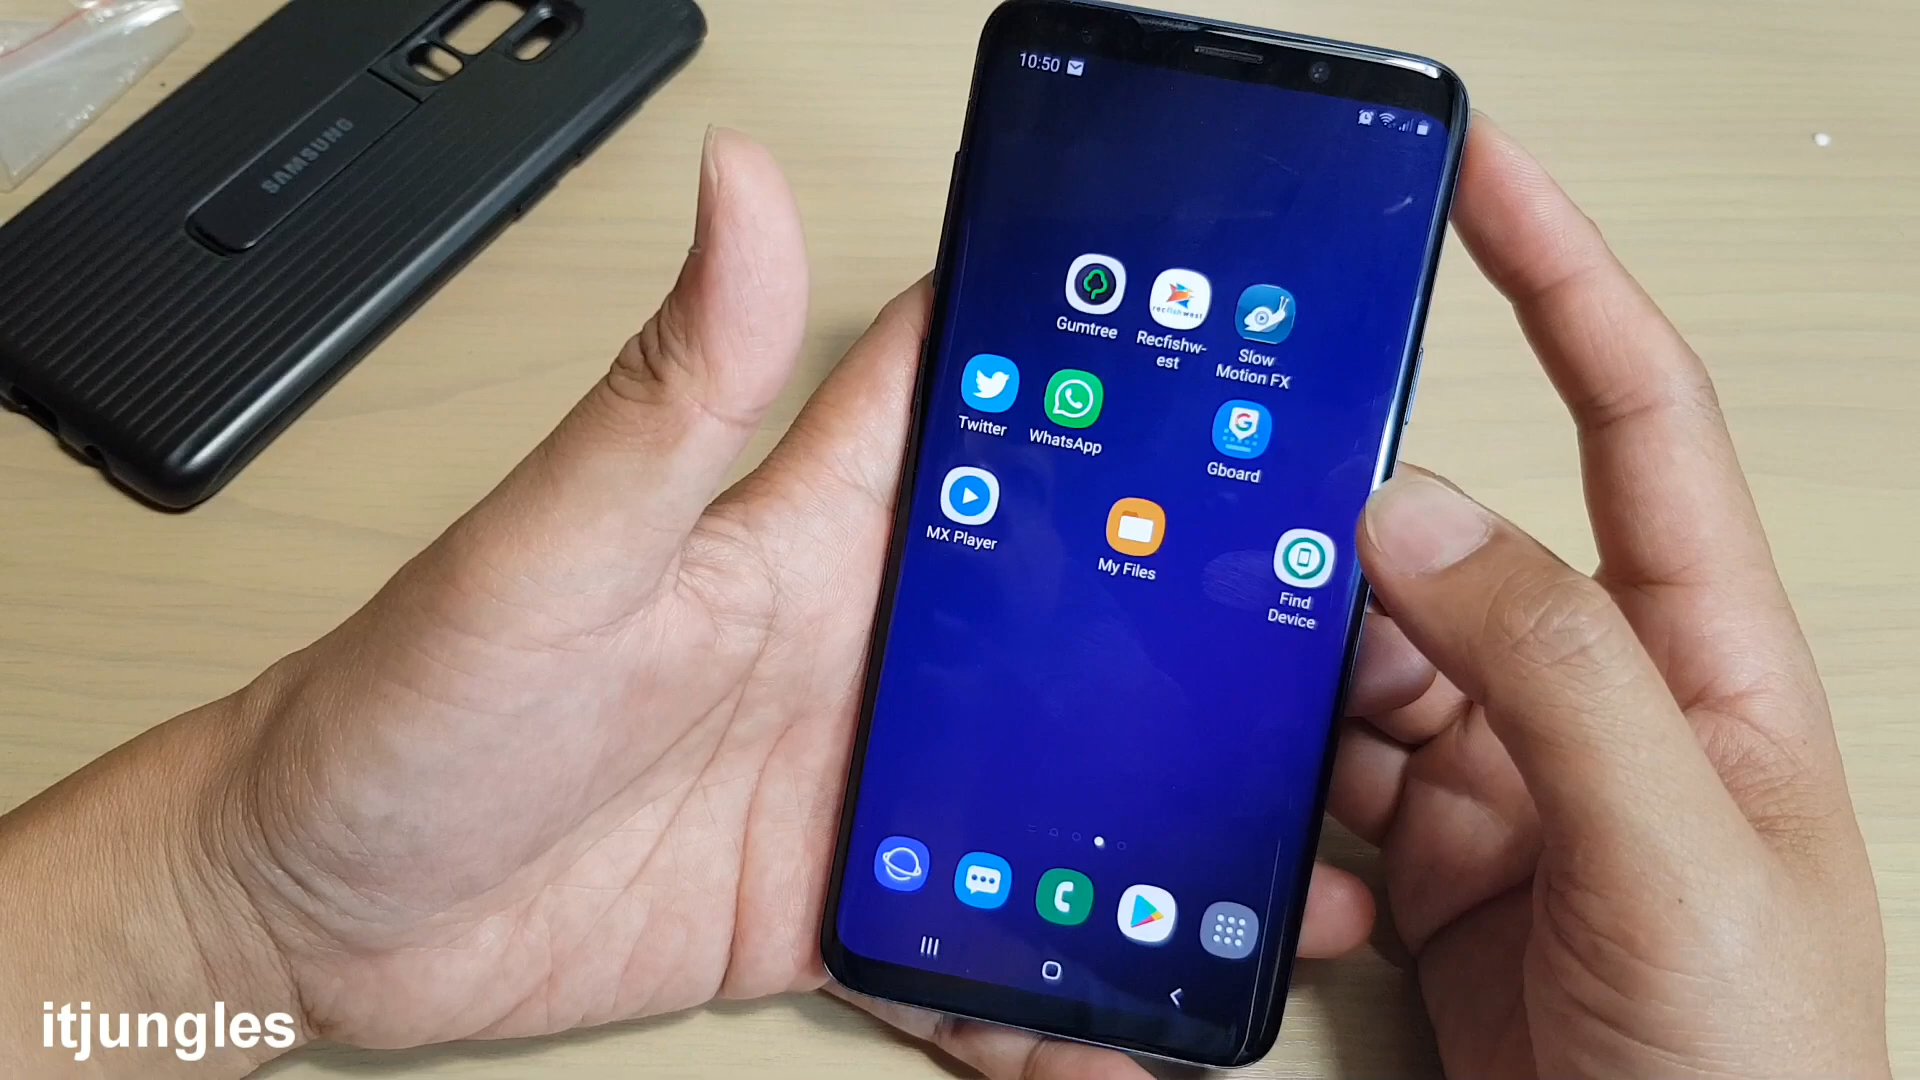 SAMSUNG
10:50
Gumtree
recfishwest
Recfishw-
est
Slow
Motion FX
Twitter
WhatsApp
G
Gboard
MX Player
My Files
Find
Device
itjungles